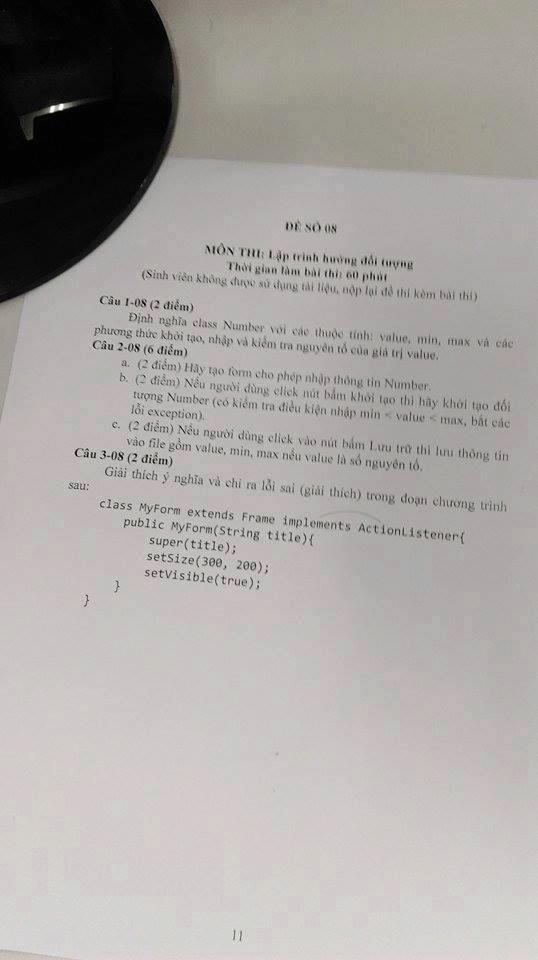 ĐỀ SỐ 08
MÔN THI: Lập trình hướng đối tượng
Thời gian làm bài thi: 60 phút
(Sinh viên không được sử dụng tài liệu, nộp lại đề thi kèm bài thi)
Câu 1-08 (2 điểm)
Định nghĩa class Number với các thuộc tính: value, min, max và các
phương thức khởi tạo, nhập và kiểm tra nguyên tố của giá trị value.
Câu 2-08 (6 điểm)
a. (2 điểm) Hãy tạo form cho phép nhập thông tin Number.
b. (2 điểm) Nếu người dùng click nút bấm khởi tạo thì hãy khởi tạo đối
tượng Number (có kiểm tra điều kiện nhập min < value < max, bắt các
lỗi exception).
c. (2 điểm) Nếu người dùng click vào nút bấm Lưu trữ thì lưu thông tin
vào file gồm value, min, max nếu value là số nguyên tố.
Câu 3-08 (2 điểm)
Giải thích ý nghĩa và chỉ ra lỗi sai (giải thích) trong đoạn chương trình
sau:
class MyForm extends Frame implements ActionListener{
public MyForm(String title){
super(title);
setSize(300, 200);
setVisible(true);
}
}
11